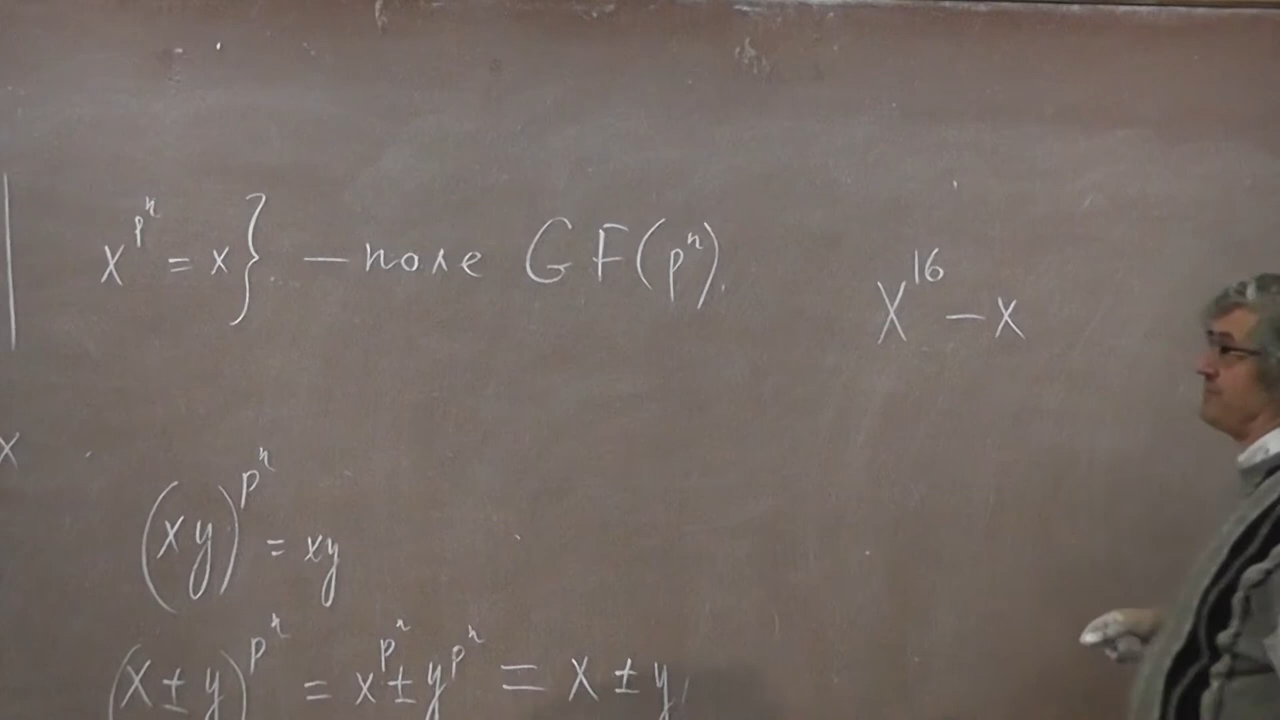 | x^{p^n} = x} — поле GF(p^n).
x^{16} − x
x
(xy)^{p^n} = xy
(x ± y)^{p^n} = x^{p^n} ± y^{p^n} = x ± y,